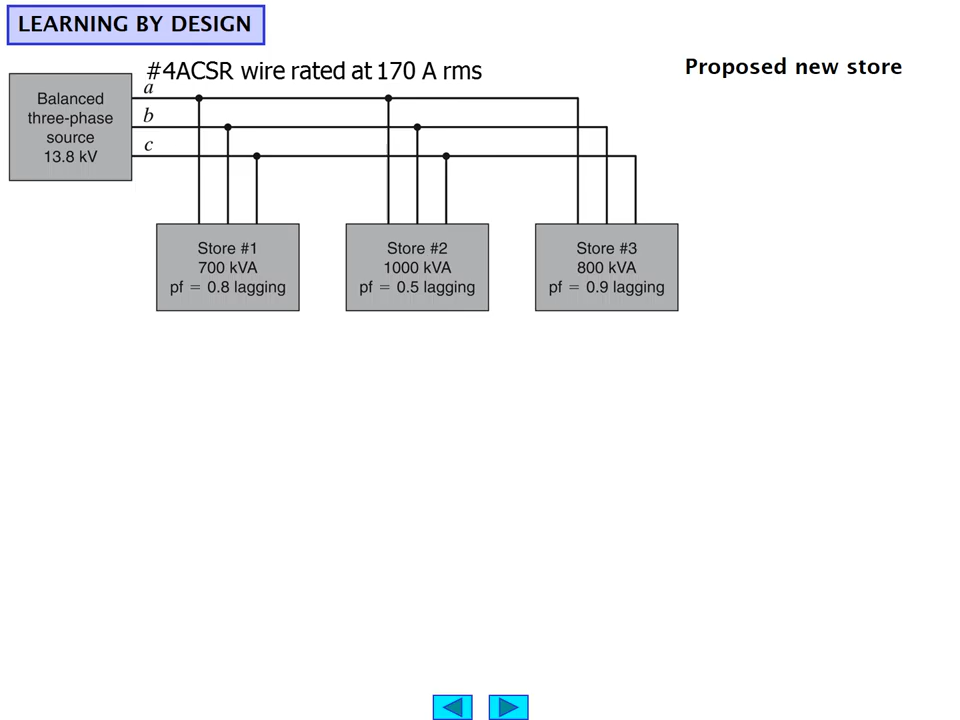 LEARNING BY DESIGN
#4ACSR wire rated at 170 A rms
Proposed new store
a
b
c
Balanced
three-phase
source
13.8 kV
Store #1
700 kVA
pf = 0.8 lagging
Store #2
1000 kVA
pf = 0.5 lagging
Store #3
800 kVA
pf = 0.9 lagging